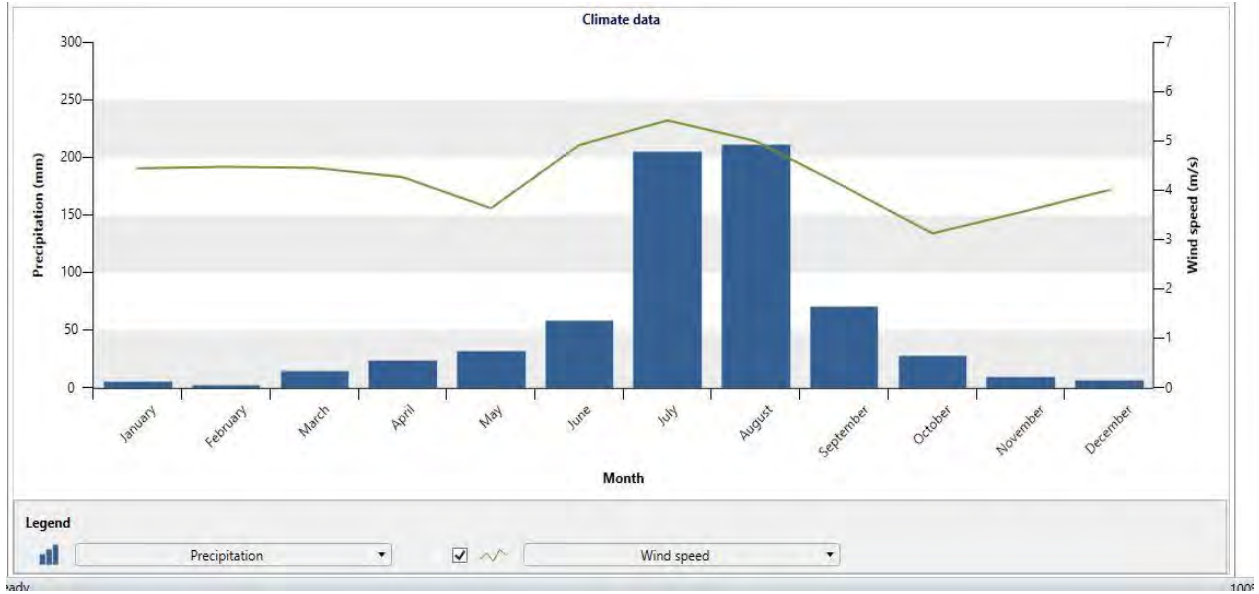 Climate data
300
250
200
150
100
50
0
Precipitation (mm)
7
6
5
4
3
2
1
0
Wind speed (m/s)
January
February
March
April
May
June
July
August
September
October
November
December
Month
Legend
Precipitation
Wind speed